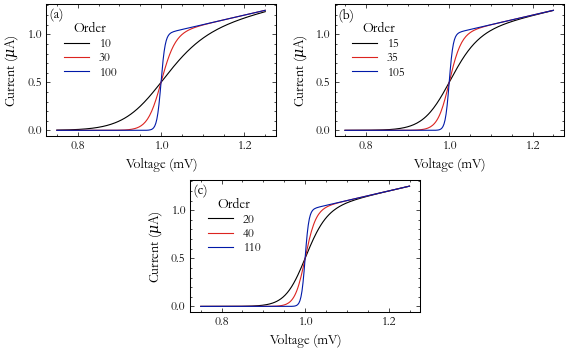 (a)
Order
10
30
100
Current (μA)
1.0
0.5
0.0
0.8
1.0
1.2
Voltage (mV)
(b)
Order
15
35
105
Current (μA)
1.0
0.5
0.0
0.8
1.0
1.2
Voltage (mV)
(c)
Order
20
40
110
Current (μA)
1.0
0.5
0.0
0.8
1.0
1.2
Voltage (mV)